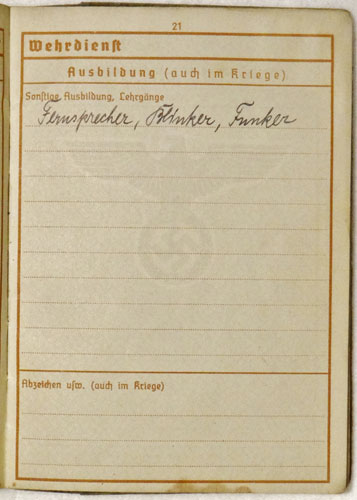 21
Wehrdienst
Ausbildung (auch im Kriege)
Sonstige Ausbildung, Lehrgänge
Fernsprecher, Blinker, Funker
Abzeichen usw. (auch im Kriege)